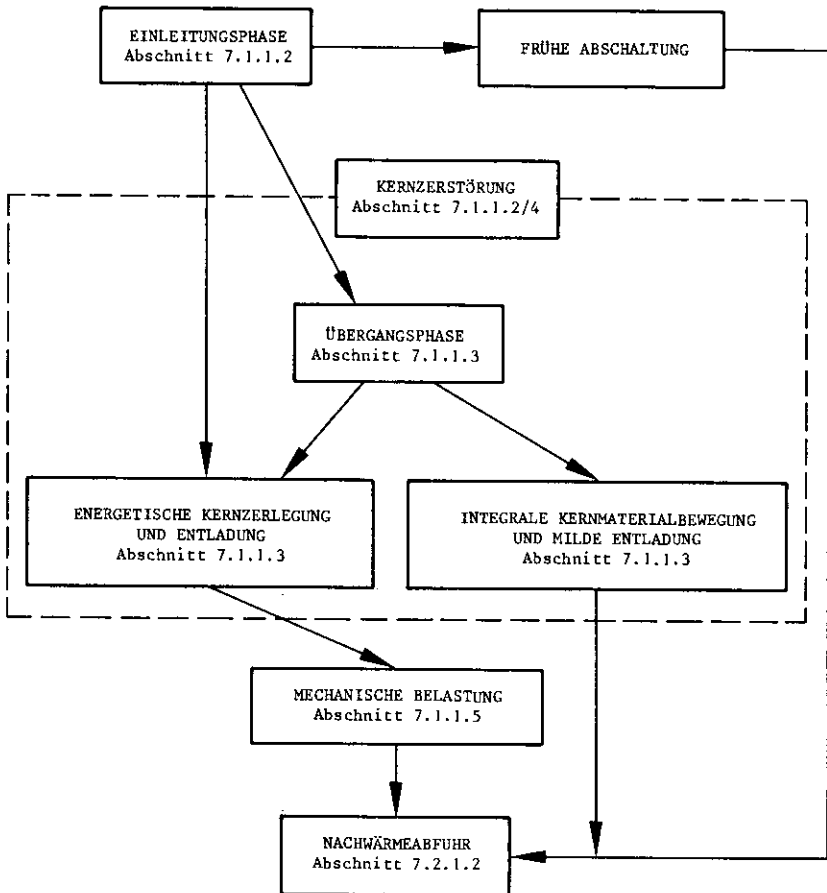 EINLEITUNGSPHASE
Abschnitt 7.1.1.2
FRÜHE ABSCHALTUNG
KERNZERSTÖRUNG
Abschnitt 7.1.1.2/4
ÜBERGANGSPHASE
Abschnitt 7.1.1.3
ENERGETISCHE KERNZERLEGUNG
UND ENTLADUNG
Abschnitt 7.1.1.3
INTEGRALE KERNMATERIALBEWEGUNG
UND MILDE ENTLADUNG
Abschnitt 7.1.1.3
MECHANISCHE BELASTUNG
Abschnitt 7.1.1.5
NACHWÄRMEABFUHR
Abschnitt 7.2.1.2